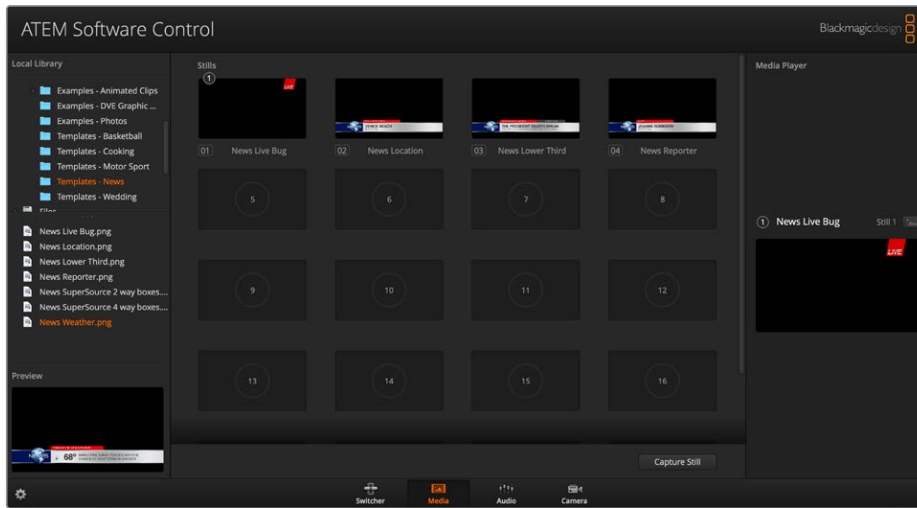 ATEM Software Control
Blackmagicdesign
Local Library
Examples - Animated Clips
Examples - DVE Graphic ...
Examples - Photos
Templates - Basketball
Templates - Cooking
Templates - Motor Sport
Templates - News
Templates - Wedding
Files
News Live Bug.png
News Location.png
News Lower Third.png
News Reporter.png
News SuperSource 2 way boxes....
News SuperSource 4 way boxes....
News Weather.png
Preview
68°
Stills
1
LIVE
VENICE BEACH
01 News Live Bug
02 News Location
03 News Lower Third
04 News Reporter
5
6
7
8
9
10
11
12
13
14
15
16
Capture Still
Media Player
1 News Live Bug Still 1
LIVE
Switcher
Media
Audio
Camera